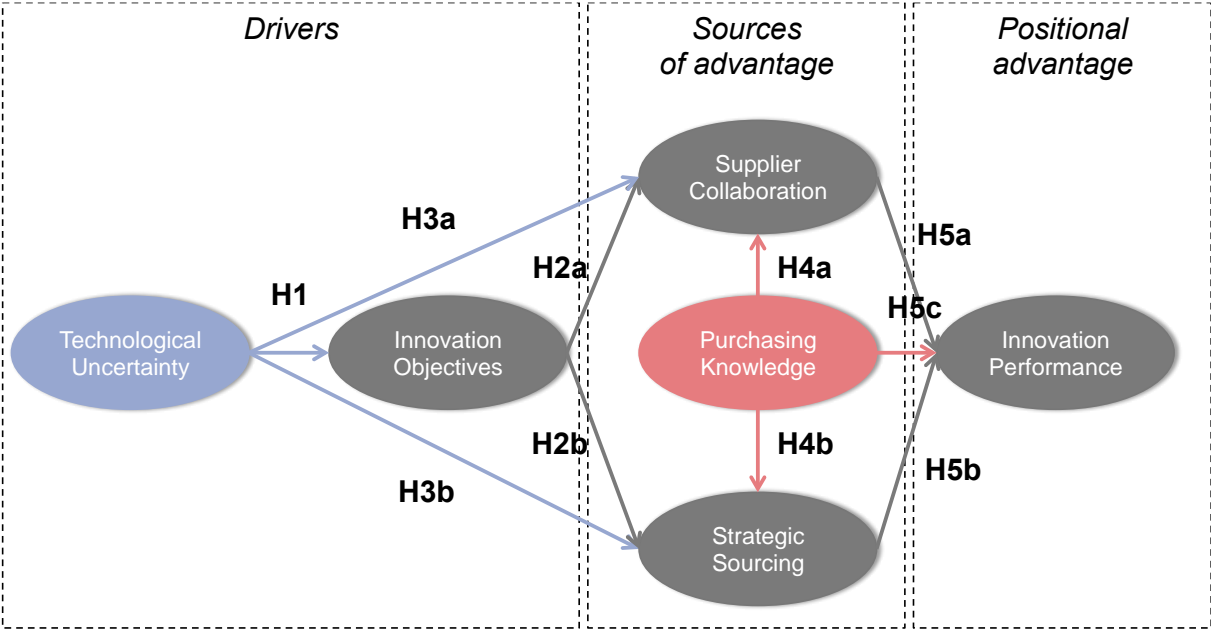 Drivers
Sources
of advantage
Positional
advantage
Supplier
Collaboration
H3a
H5a
H2a
H4a
H1
H5c
Technological
Uncertainty
Innovation
Objectives
Purchasing
Knowledge
Innovation
Performance
H2b
H4b
H5b
H3b
Strategic
Sourcing